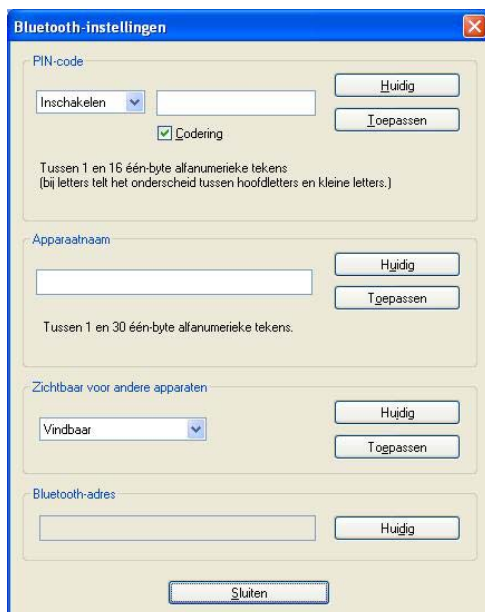 Bluetooth-instellingen
PIN-code
Inschakelen
Huidig
Toepassen
Codering
Tussen 1 en 16 één-byte alfanumerieke tekens
(bij letters telt het onderscheid tussen hoofdletters en kleine letters.)
Apparaatnaam
Huidig
Toepassen
Tussen 1 en 30 één-byte alfanumerieke tekens.
Zichtbaar voor andere apparaten
Vindbaar
Huidig
Toepassen
Bluetooth-adres
Huidig
Sluiten